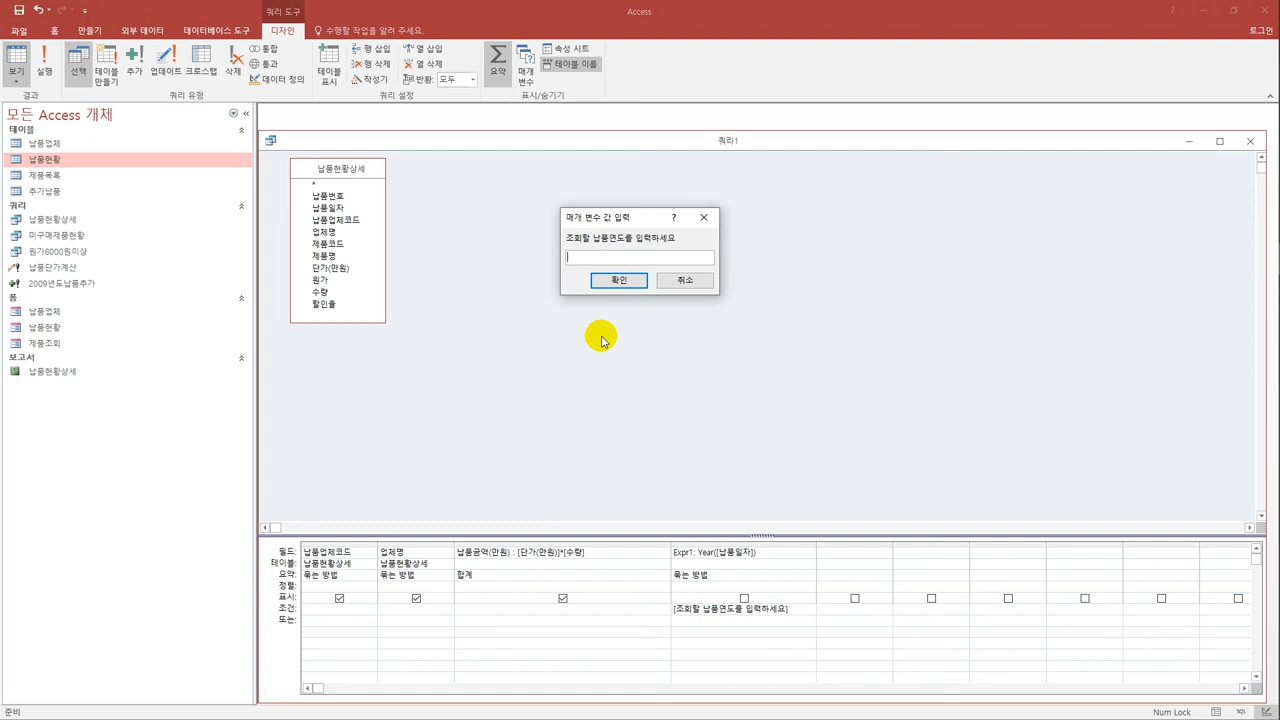 쿼리 도구
Access
파일
홈
만들기
외부 데이터
데이터베이스 도구
디자인
수행할 작업을 알려 주세요.
로그인
보기
실행
선택
테이블
만들기
추가
업데이트
크로스탭
삭제
통합
통과
데이터 정의
테이블
표시
행 삽입
행 삭제
작성기
열 삽입
열 삭제
반환:
모두
요약
매개
변수
속성 시트
테이블 이름
결과
쿼리 유형
쿼리 설정
표시/숨기기
모든 Access 개체
테이블
납품업체
납품현황
제품목록
추가납품
쿼리
납품현황상세
미구매제품현황
원가8000원이상
납품단가계산
2009년도납품추가
폼
납품업체
납품현황
제품조회
보고서
납품현황상세
쿼리1
납품현황상세
*
납품번호
납품일자
납품업체코드
업체명
제품코드
제품명
단가(만원)
원가
수량
할인율
매개 변수 값 입력
?
조회할 납품연도를 입력하세요
확인
취소
필드: 납품업체코드 업체명 납품금액(만원) : [단가(만원)]*[수량] Expr1: Year([납품일자])
테이블: 납품현황상세 납품현황상세
요약: 묶는 방법 묶는 방법 합계 묶는 방법
정렬:
표시:
조건: [조회할 납품연도를 입력하세요]
또는:
준비
Num Lock
SQL